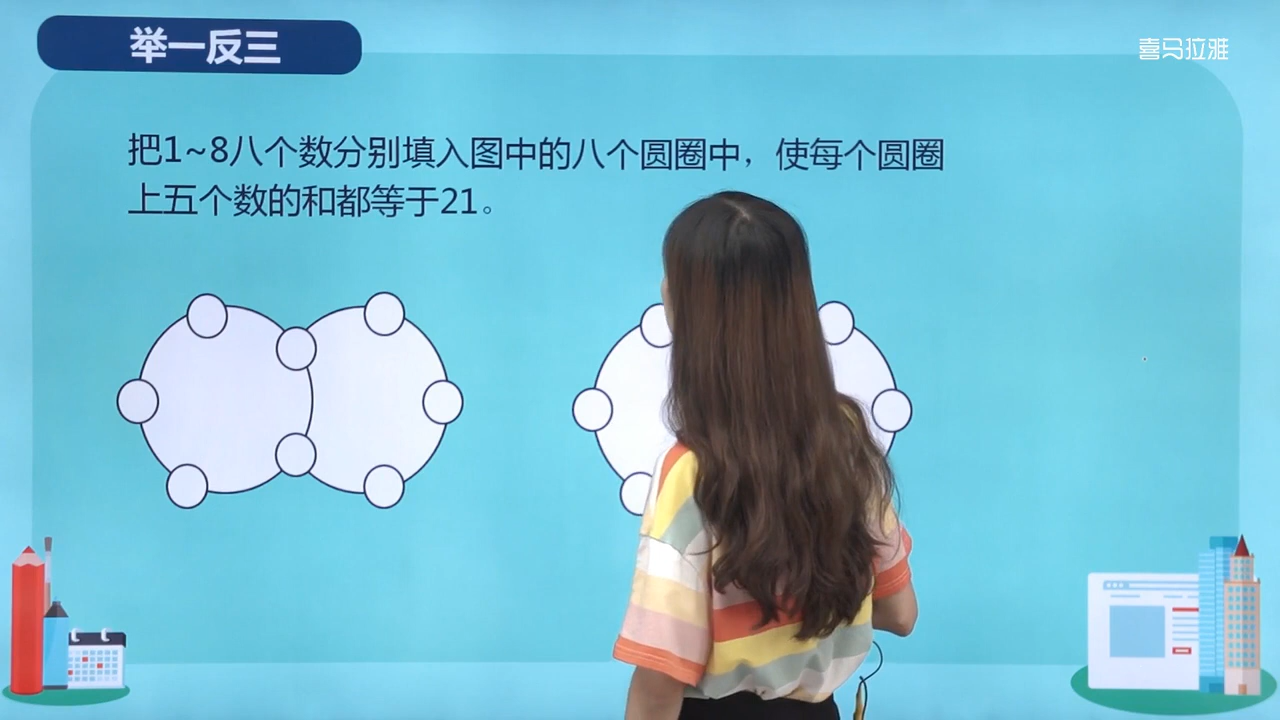 举一反三
喜马拉雅
把1~8八个数分别填入图中的八个圆圈中，使每个圆圈
上五个数的和都等于21。